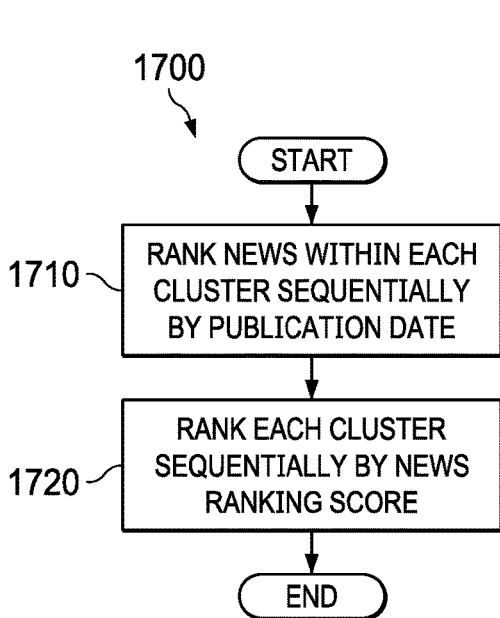 1700
START
1710
RANK NEWS WITHIN EACH
CLUSTER SEQUENTIALLY
BY PUBLICATION DATE
1720
RANK EACH CLUSTER
SEQUENTIALLY BY NEWS
RANKING SCORE
END